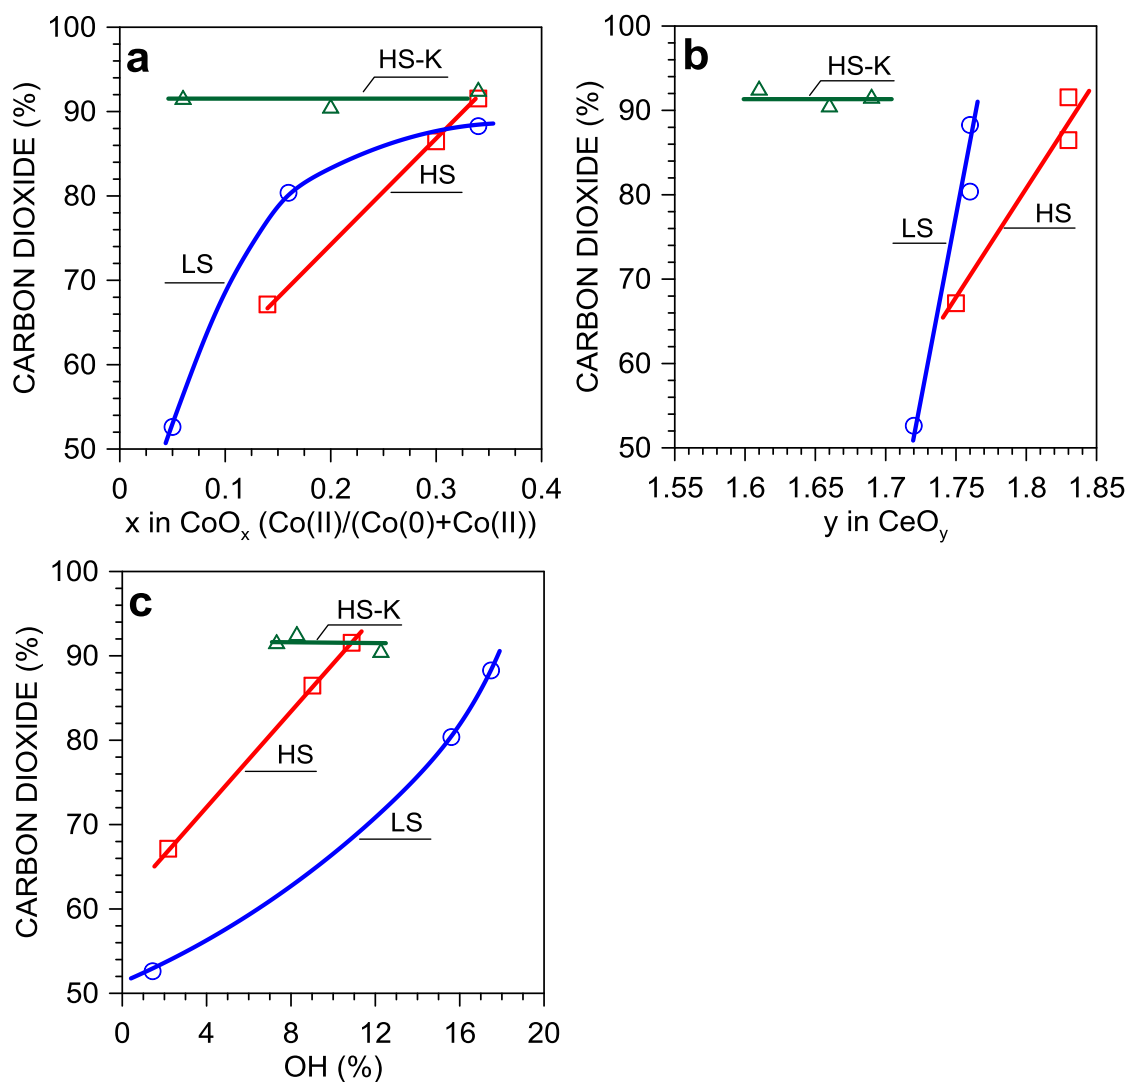 a
100
90
80
70
60
50
CARBON DIOXIDE (%)
HS-K
HS
LS
0
0.1
0.2
0.3
0.4
x in CoOₓ (Co(II)/(Co(0)+Co(II))
b
100
90
80
70
60
50
CARBON DIOXIDE (%)
HS-K
LS
HS
1.55
1.6
1.65
1.7
1.75
1.8
1.85
y in CeOy
c
100
90
80
70
60
50
CARBON DIOXIDE (%)
HS-K
HS
LS
0
4
8
12
16
20
OH (%)